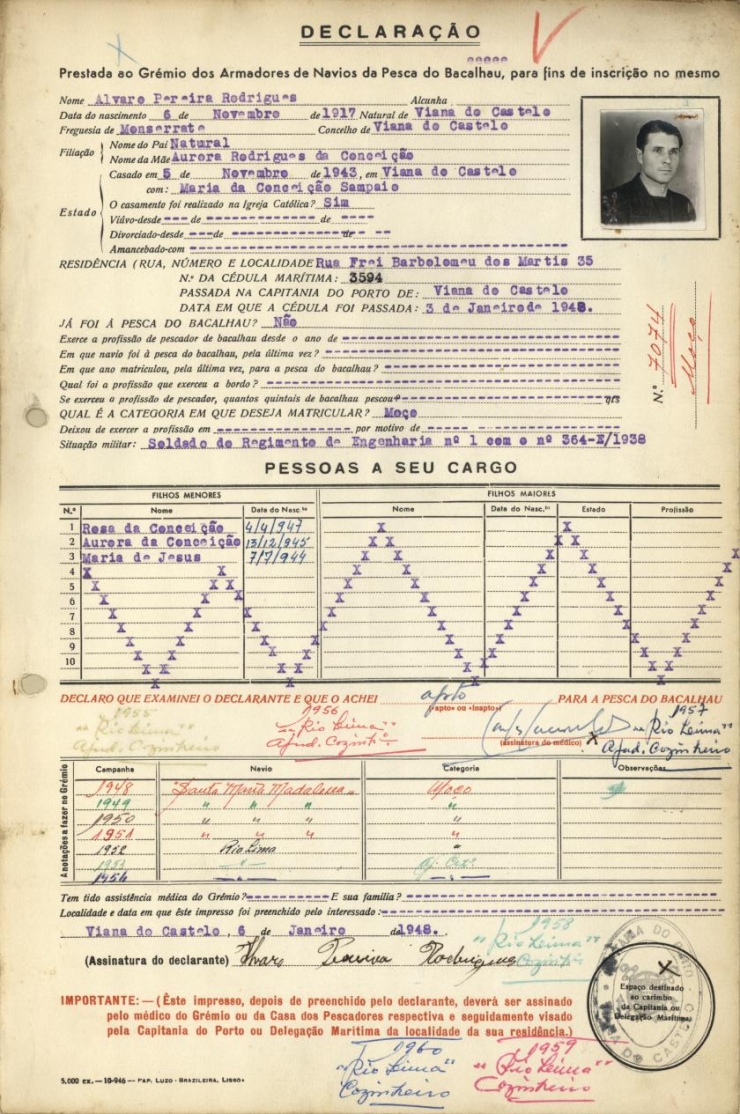 DECLARAÇÃO
Prestada ao Grémio dos Armadores de Navios da Pesca do Bacalhau, para fins de inscrição no mesmo
Nome Alvaro Pereira Rodrigues Alcunha
Data do nascimento 6 de Novembro de 1917 Natural de Viana do Castelo
Freguesia de Monserrate Concelho de Viana do Castelo
Filiação
Nome do Pai Natural
Nome da Mãe Aurora Rodrigues da Conceição
Estado
Casado em 5 de Novembro de 1943, em Viana do Castelo
com: Maria da Conceição Sampaio
O casamento foi realizado na Igreja Católica? Sim
Viúvo-desde de de
Divorciado-desde de de
Amancebado-com
RESIDÊNCIA (RUA, NÚMERO E LOCALIDADE Rua Frei Barbolomeu dos Martis 35
N.º DA CÉDULA MARÍTIMA: 3594
PASSADA NA CAPITANIA DO PORTO DE: Viana do Castelo
DATA EM QUE A CÉDULA FOI PASSADA: 3 de Janeiro de 1948.
JÁ FOI À PESCA DO BACALHAU? Não
Exerce a profissão de pescador de bacalhau desde o ano de
Em que navio foi à pesca do bacalhau, pela última vez?
Em que ano matriculou, pela última vez, para a pesca do bacalhau?
Qual foi a profissão que exerceu a bordo?
Se exerceu o profissão de pescador, quantos quintais de bacalhau pescou? qts
QUAL É A CATEGORIA EM QUE DESEJA MATRICULAR? Moço
Deixou de exercer a profissão em por motivo de
Situação militar: Soldado do Regimento de Engenharia nº 1 com o nº 364-E/1938
N.º 7074
Moço
PESSOAS A SEU CARGO
FILHOS MENORES FILHOS MAIORES
N.º Nome Data do Nasc.to Nome Data do Nasc.to Estado Profissão
1 Rosa da Conceição 4/4/947
2 Aurora da Conceição 13/12/945
3 Maria de Jesus 7/7/944
4
5
6
7
8
9
10
DECLARO QUE EXAMINEI O DECLARANTE E QUE O ACHEI apto PARA A PESCA DO BACALHAU
(«apto» ou «inapto»)
(assinatura do médico)
1955
"Rio Lima"
Ajud. Cozinheiro
1956
"Rio Lima"
Ajud. Cozinh.º
1957
"Rio Lima"
Ajud. Cozinheiro
Anotações a fazer no Grémio
Campanha Navio Categoria Observações
1948 "Santa Maria Madalena" Moço
1949 " " " "
1950 " " " "
1951 " " " "
1952 Rio Lima "
1953 " Aj. Coz.º
1954 " "
Tem tido assistência médica do Grémio? E sua família?
Localidade e data em que êste impresso foi preenchido pelo interessado:
Viana do Castelo, 6 de Janeiro de 1948.
(Assinatura do declarante) Alvaro Pereira Rodrigues
1958
"Rio Lima"
Cozinheiro
Espaço destinado
ao carimbo
da Capitania ou
Delegação Marítima
IMPORTANTE: — (Êste impresso, depois de preenchido pelo declarante, deverá ser assinado
pelo médico do Grémio ou da Casa dos Pescadores respectiva e seguidamente visado
pela Capitania do Porto ou Delegação Marítima da localidade da sua residência.)
1960
"Rio Lima"
Cozinheiro
1959
"Rio Lima"
Cozinheiro
5.000 EX. — 10-946 — PAP. LUZO-BRASILEIRA, LISBOA